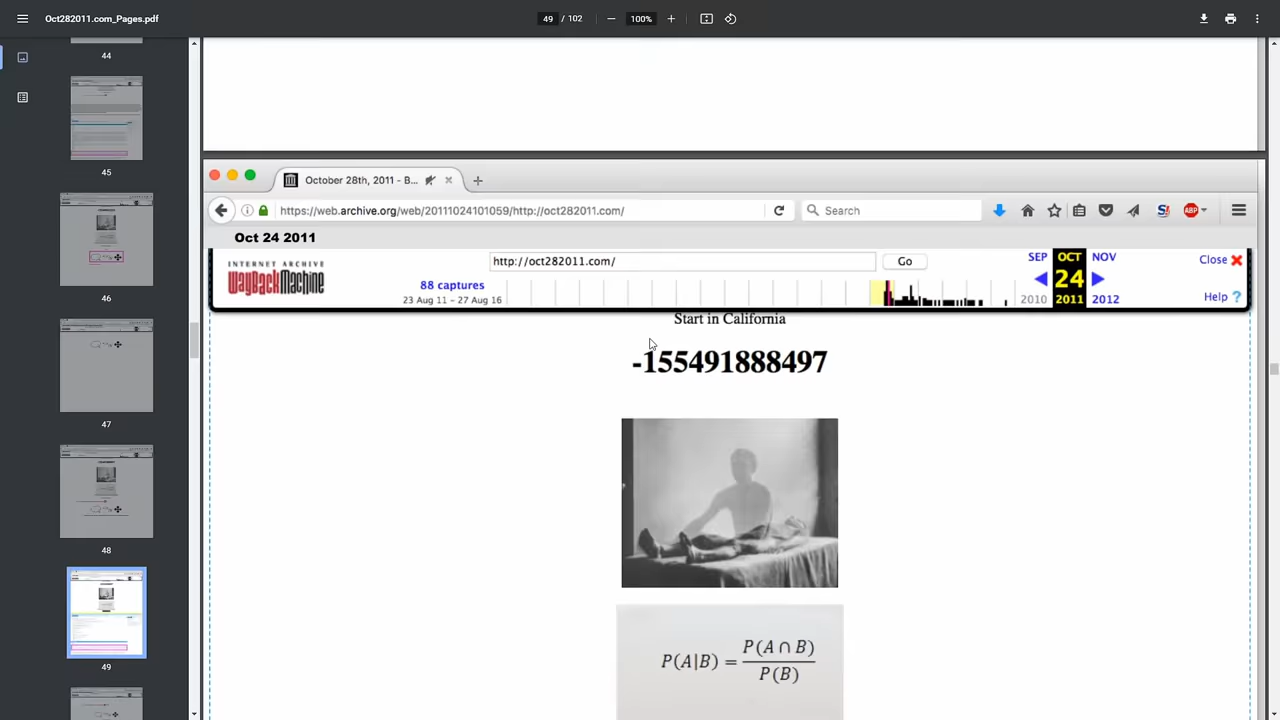 Oct282011.com_Pages.pdf
49 / 102
100%
44
45
46
47
48
49
October 28th, 2011 - B...
https://web.archive.org/web/20111024101059/http://oct282011.com/
Search
ABP
Oct 24 2011
INTERNET ARCHIVE
WayBackMachine
http://oct282011.com/
Go
88 captures
23 Aug 11 – 27 Aug 16
SEP OCT NOV
24
2010 2011 2012
Close
Help ?
Start in California
-155491888497
P(A|B) = P(A ∩ B)
P(B)